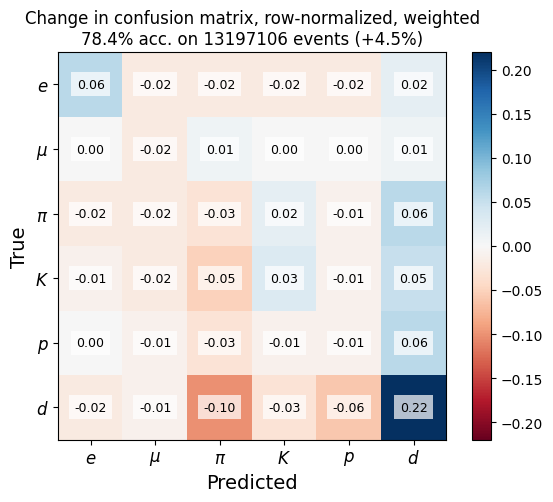 Change in confusion matrix, row-normalized, weighted
78.4% acc. on 13197106 events (+4.5%)
e 0.06 -0.02 -0.02 -0.02 -0.02 0.02
μ 0.00 -0.02 0.01 0.00 0.00 0.01
π -0.02 -0.02 -0.03 0.02 -0.01 0.06
K -0.01 -0.02 -0.05 0.03 -0.01 0.05
p 0.00 -0.01 -0.03 -0.01 -0.01 0.06
d -0.02 -0.01 -0.10 -0.03 -0.06 0.22
e μ π K p d
Predicted
True
0.20
0.15
0.10
0.05
0.00
−0.05
−0.10
−0.15
−0.20